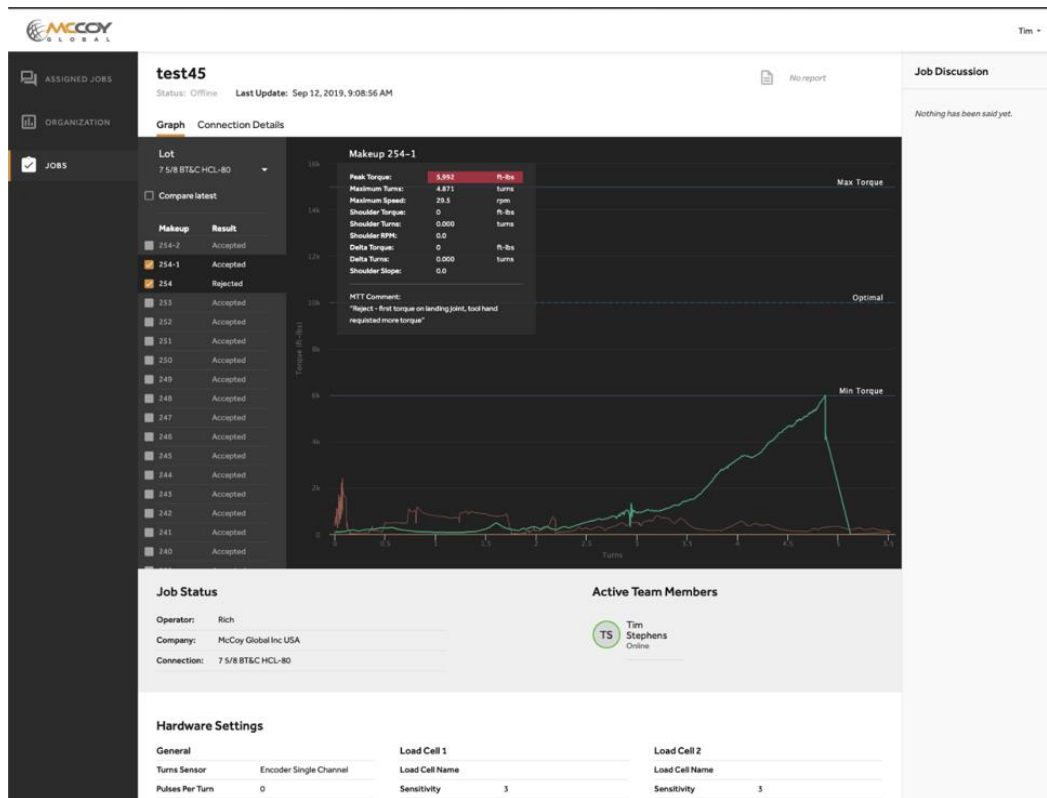 McCOY
GLOBAL
Tim
ASSIGNED JOBS
ORGANIZATION
JOBS
test45
Status: Offline Last Update: Sep 12, 2019, 9:08:56 AM
No report
Graph Connection Details
Lot
7 5/8 BT&C HCL-80
Compare latest
Makeup Result
254-2 Accepted
254-1 Accepted
254 Rejected
253 Accepted
252 Accepted
251 Accepted
250 Accepted
249 Accepted
248 Accepted
247 Accepted
246 Accepted
245 Accepted
244 Accepted
243 Accepted
242 Accepted
241 Accepted
240 Accepted
Makeup 254-1
Peak Torque: 5,992 ft-lbs
Maximum Turns: 4.871 turns
Maximum Speed: 29.5 rpm
Shoulder Torque: 0 ft-lbs
Shoulder Turns: 0.000 turns
Shoulder RPM: 0.0
Delta Torque: 0 ft-lbs
Delta Turns: 0.000 turns
Shoulder Slope: 0.0
MTT Comment:
"Reject - first torque on landing joint, tool hand
requisted more torque"
Max Torque
Optimal
Min Torque
16k
14k
12k
10k
8k
6k
4k
2k
0
Torque (ft-lbs)
0 0.5 1 1.5 2 2.5 3 3.5 4 4.5 5 5.5
Turns
Job Discussion
Nothing has been said yet.
Job Status
Operator: Rich
Company: McCoy Global Inc USA
Connection: 7 5/8 BT&C HCL-80
Active Team Members
TS
Tim
Stephens
Online
Hardware Settings
General
Turns Sensor Encoder Single Channel
Pulses Per Turn 0
Load Cell 1
Load Cell Name
Sensitivity 3
Load Cell 2
Load Cell Name
Sensitivity 3